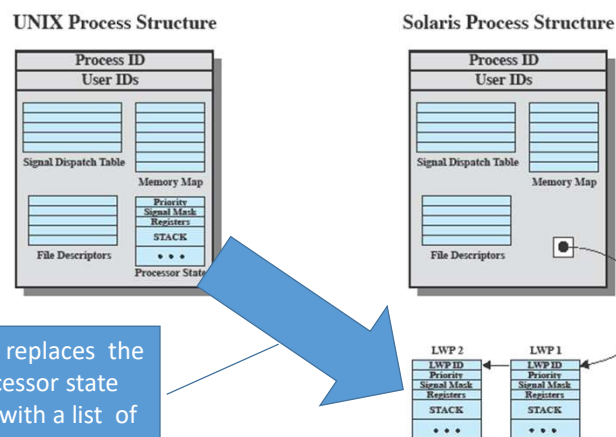 UNIX Process Structure
Process ID
User IDs
Signal Dispatch Table
Memory Map
File Descriptors
Priority
Signal Mask
Registers
STACK
• • •
Processor State
Solaris Process Structure
Process ID
User IDs
Signal Dispatch Table
Memory Map
File Descriptors
replaces the
cessor state
with a list of
LWP 2
LWP ID
Priority
Signal Mask
Registers
STACK
• • •
LWP 1
LWP ID
Priority
Signal Mask
Registers
STACK
• • •